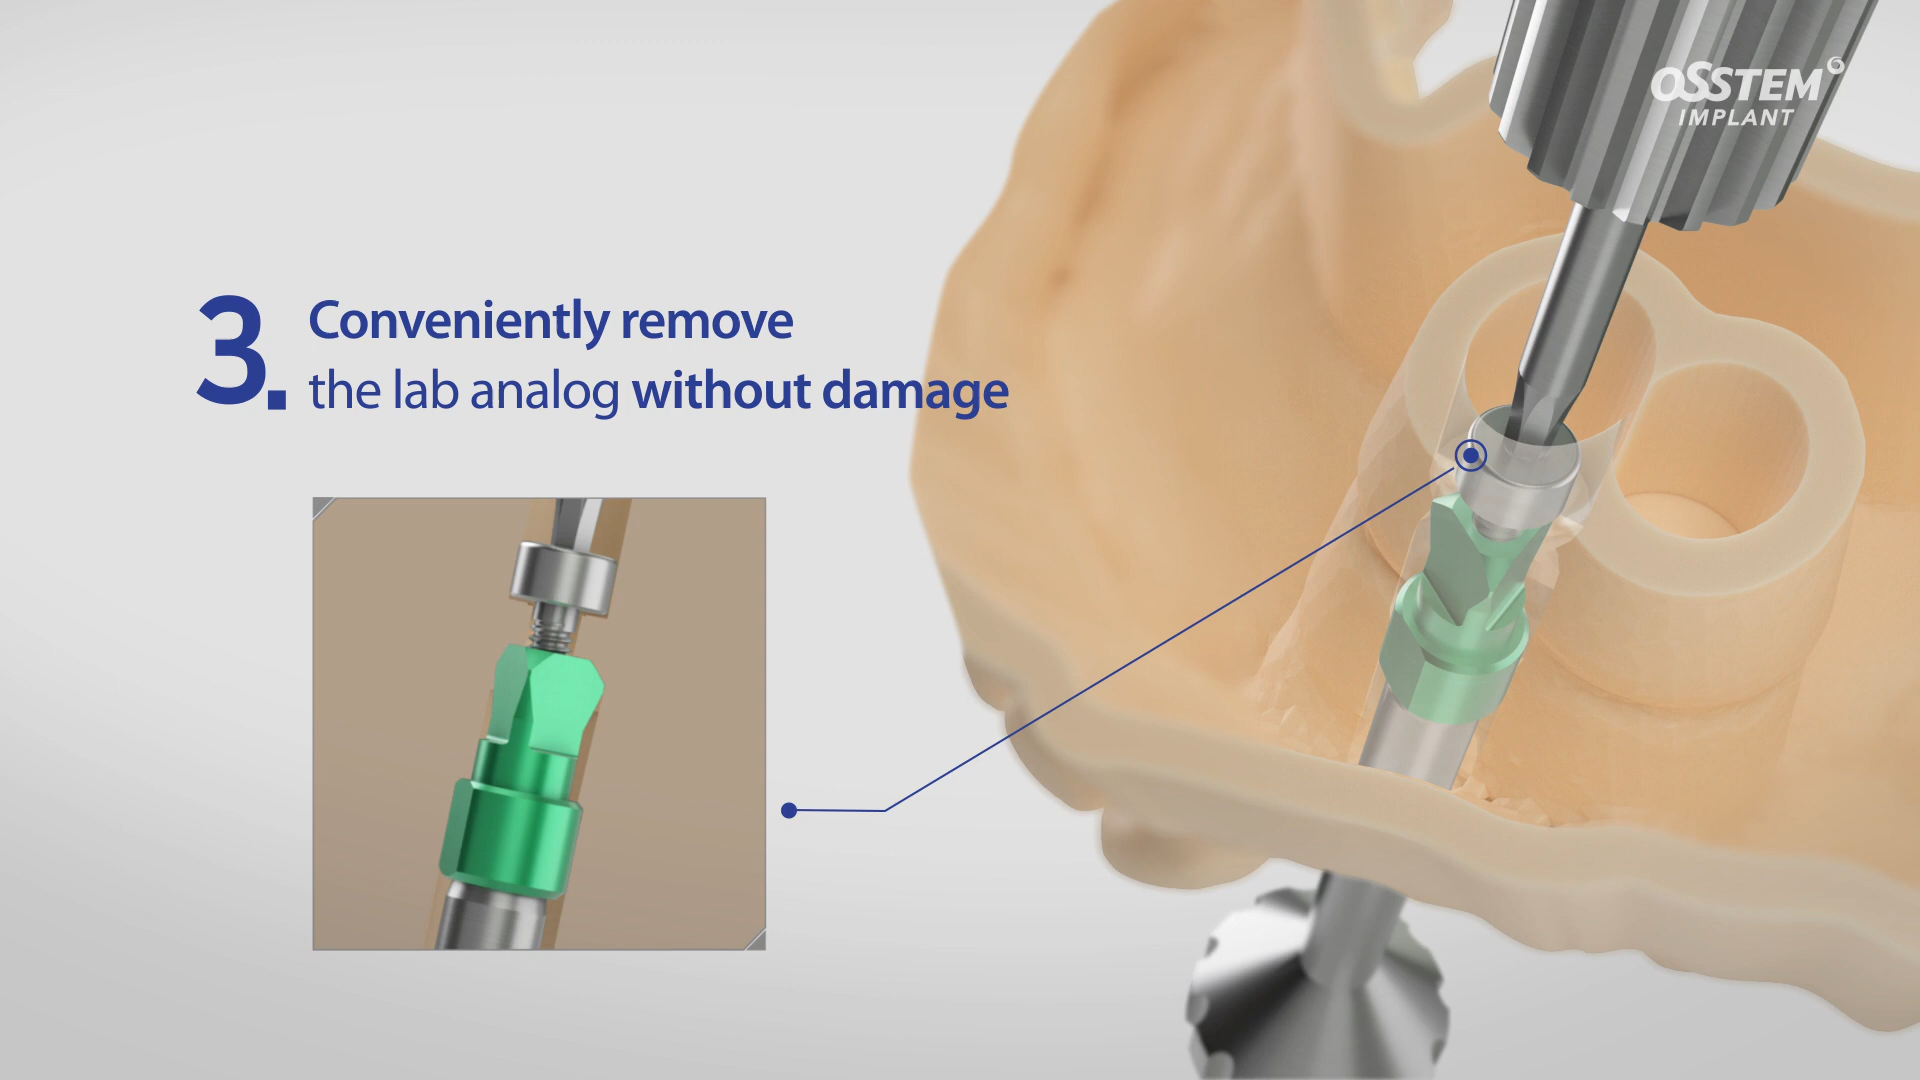 OSSTEM
IMPLANT
3. Conveniently remove
the lab analog without damage